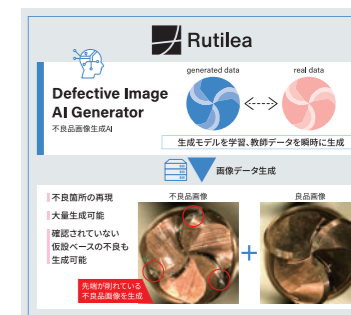 Rutilea
Defective Image
AI Generator
不良品画像生成AI
generated data
real data
生成モデルを学習、教師データを瞬時に生成
画像データ生成
不良箇所の再現
大量生成可能
確認されていない
仮設ベースの不良も
生成可能
不良品画像
良品画像
先端が削れている
不良品画像を生成